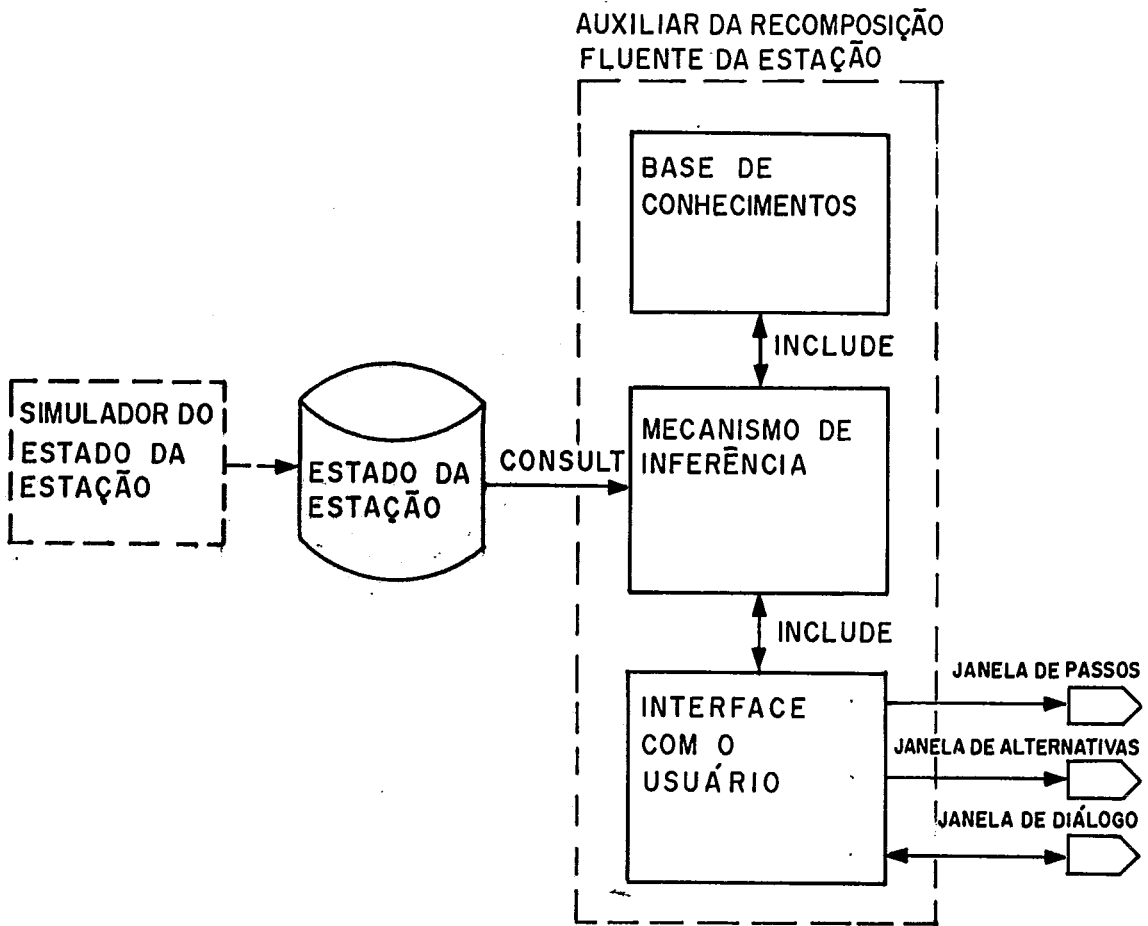 AUXILIAR DA RECOMPOSIÇÃO
FLUENTE DA ESTAÇÃO
BASE DE
CONHECIMENTOS
INCLUDE
SIMULADOR DO
ESTADO DA
ESTAÇÃO
ESTADO DA
ESTAÇÃO
CONSULT
MECANISMO DE
INFERÊNCIA
INCLUDE
INTERFACE
COM O
USUÁRIO
JANELA DE PASSOS
JANELA DE ALTERNATIVAS
JANELA DE DIÁLOGO